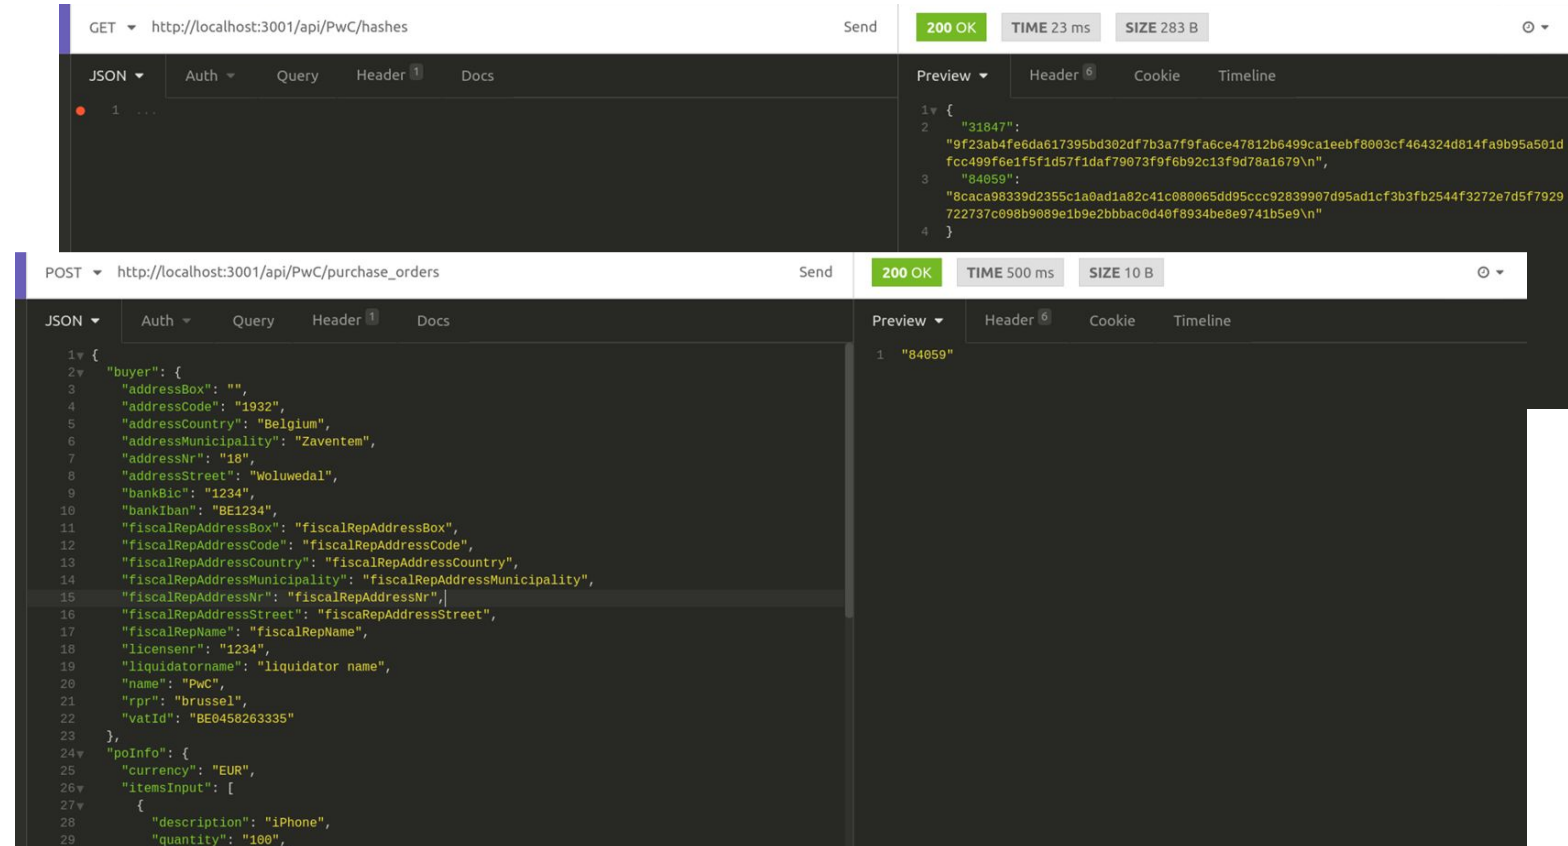 GET http://localhost:3001/api/PwC/hashes Send 200 OK TIME 23 ms SIZE 283 B
JSON Auth Query Header 1 Docs Preview Header 6 Cookie Timeline
1 ...
1 {
2 "31847":
"9f23ab4fe6da617395bd302df7b3a7f9fa6ce47812b6499ca1eebf8003cf464324d814fa9b95a501d
fcc499f6e1f5f1d57f1daf79073f9f6b92c13f9d78a1679\n",
3 "84059":
"8caca98339d2355c1a0ad1a82c41c080065dd95ccc92839907d95ad1cf3b3fb2544f3272e7d5f7929
722737c098b9089e1b9e2bbbac0d40f8934be8e9741b5e9\n"
4 }
POST http://localhost:3001/api/PwC/purchase_orders Send 200 OK TIME 500 ms SIZE 10 B
JSON Auth Query Header 1 Docs Preview Header 6 Cookie Timeline
1 {
2 "buyer": {
3 "addressBox": "",
4 "addressCode": "1932",
5 "addressCountry": "Belgium",
6 "addressMunicipality": "Zaventem",
7 "addressNr": "18",
8 "addressStreet": "Woluwedal",
9 "bankBic": "1234",
10 "bankIban": "BE1234",
11 "fiscalRepAddressBox": "fiscalRepAddressBox",
12 "fiscalRepAddressCode": "fiscalRepAddressCode",
13 "fiscalRepAddressCountry": "fiscalRepAddressCountry",
14 "fiscalRepAddressMunicipality": "fiscalRepAddressMunicipality",
15 "fiscalRepAddressNr": "fiscalRepAddressNr",
16 "fiscalRepAddressStreet": "fiscaRepAddressStreet",
17 "fiscalRepName": "fiscalRepName",
18 "licensenr": "1234",
19 "liquidatorname": "liquidator name",
20 "name": "PwC",
21 "rpr": "brussel",
22 "vatId": "BE0458263335"
23 },
24 "poInfo": {
25 "currency": "EUR",
26 "itemsInput": [
27 {
28 "description": "iPhone",
29 "quantity": "100",
1 "84059"